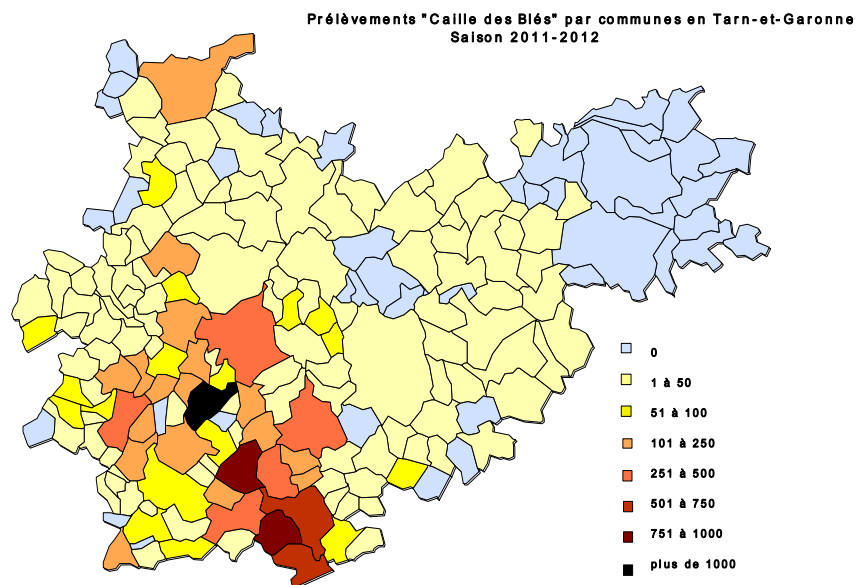 Prélèvements "Caille des Blés" par communes en Tarn-et-Garonne
Saison 2011-2012
0
1 à 50
51 à 100
101 à 250
251 à 500
501 à 750
751 à 1000
plus de 1000